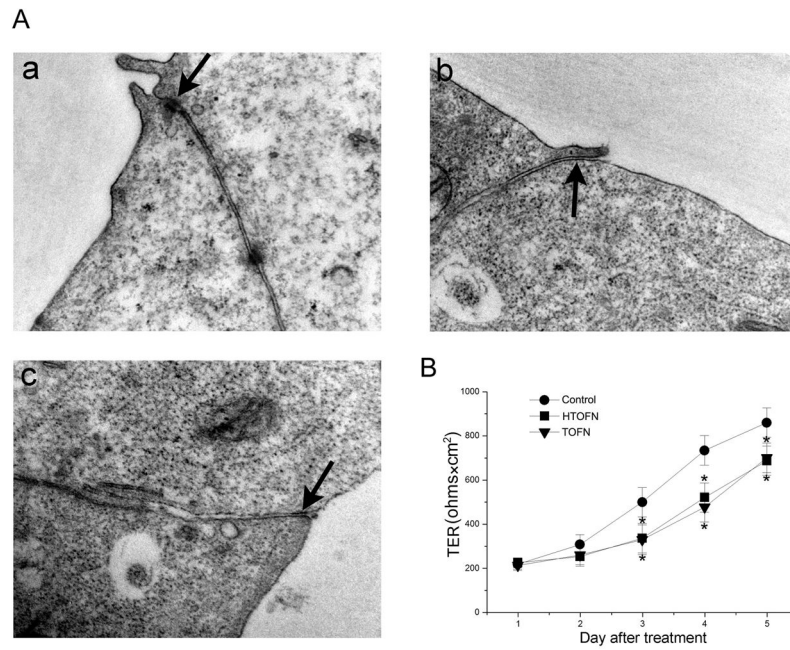 A
a
b
c
B
Control
HTOFN
TOFN
TER (ohms×cm²)
1000
800
600
400
200
0
* * * * * *
1 2 3 4 5
Day after treatment